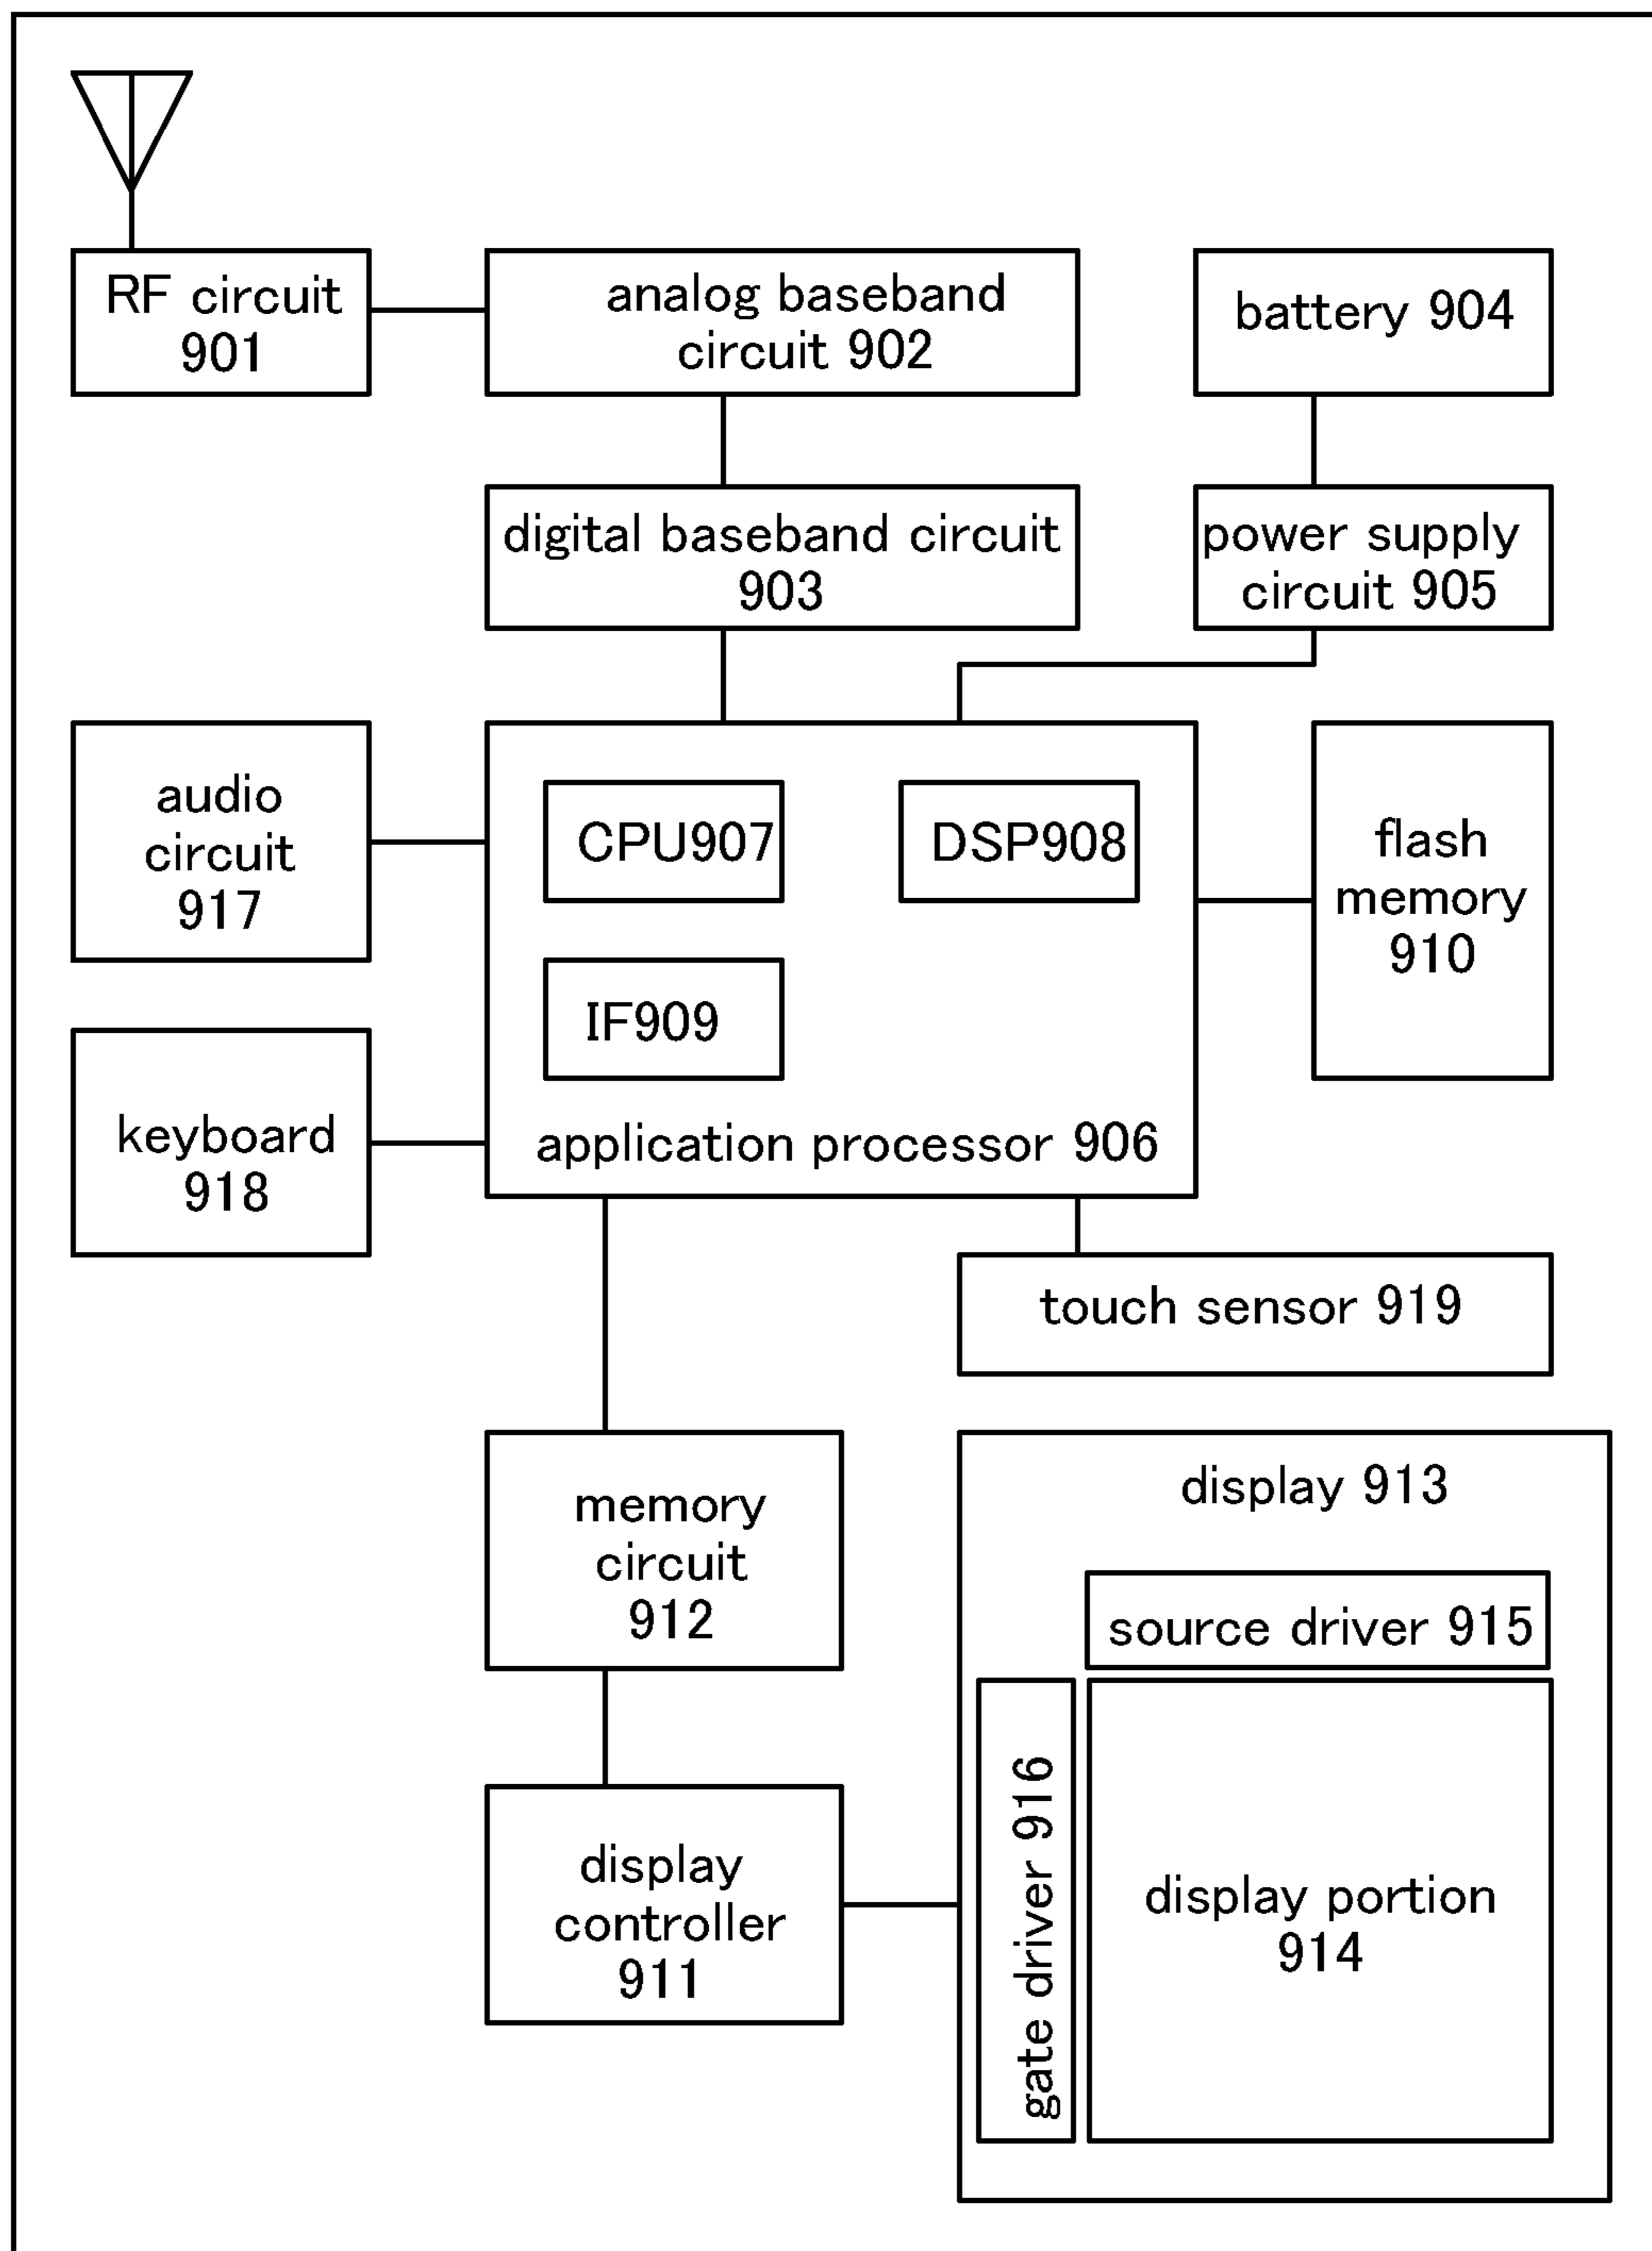 RF circuit
901
analog baseband
circuit 902
battery 904
digital baseband circuit
903
power supply
circuit 905
audio
circuit
917
CPU907
DSP908
flash
memory
910
IF909
keyboard
918
application processor 906
touch sensor 919
memory
circuit
912
display 913
source driver 915
gate driver 916
display portion
914
display
controller
911